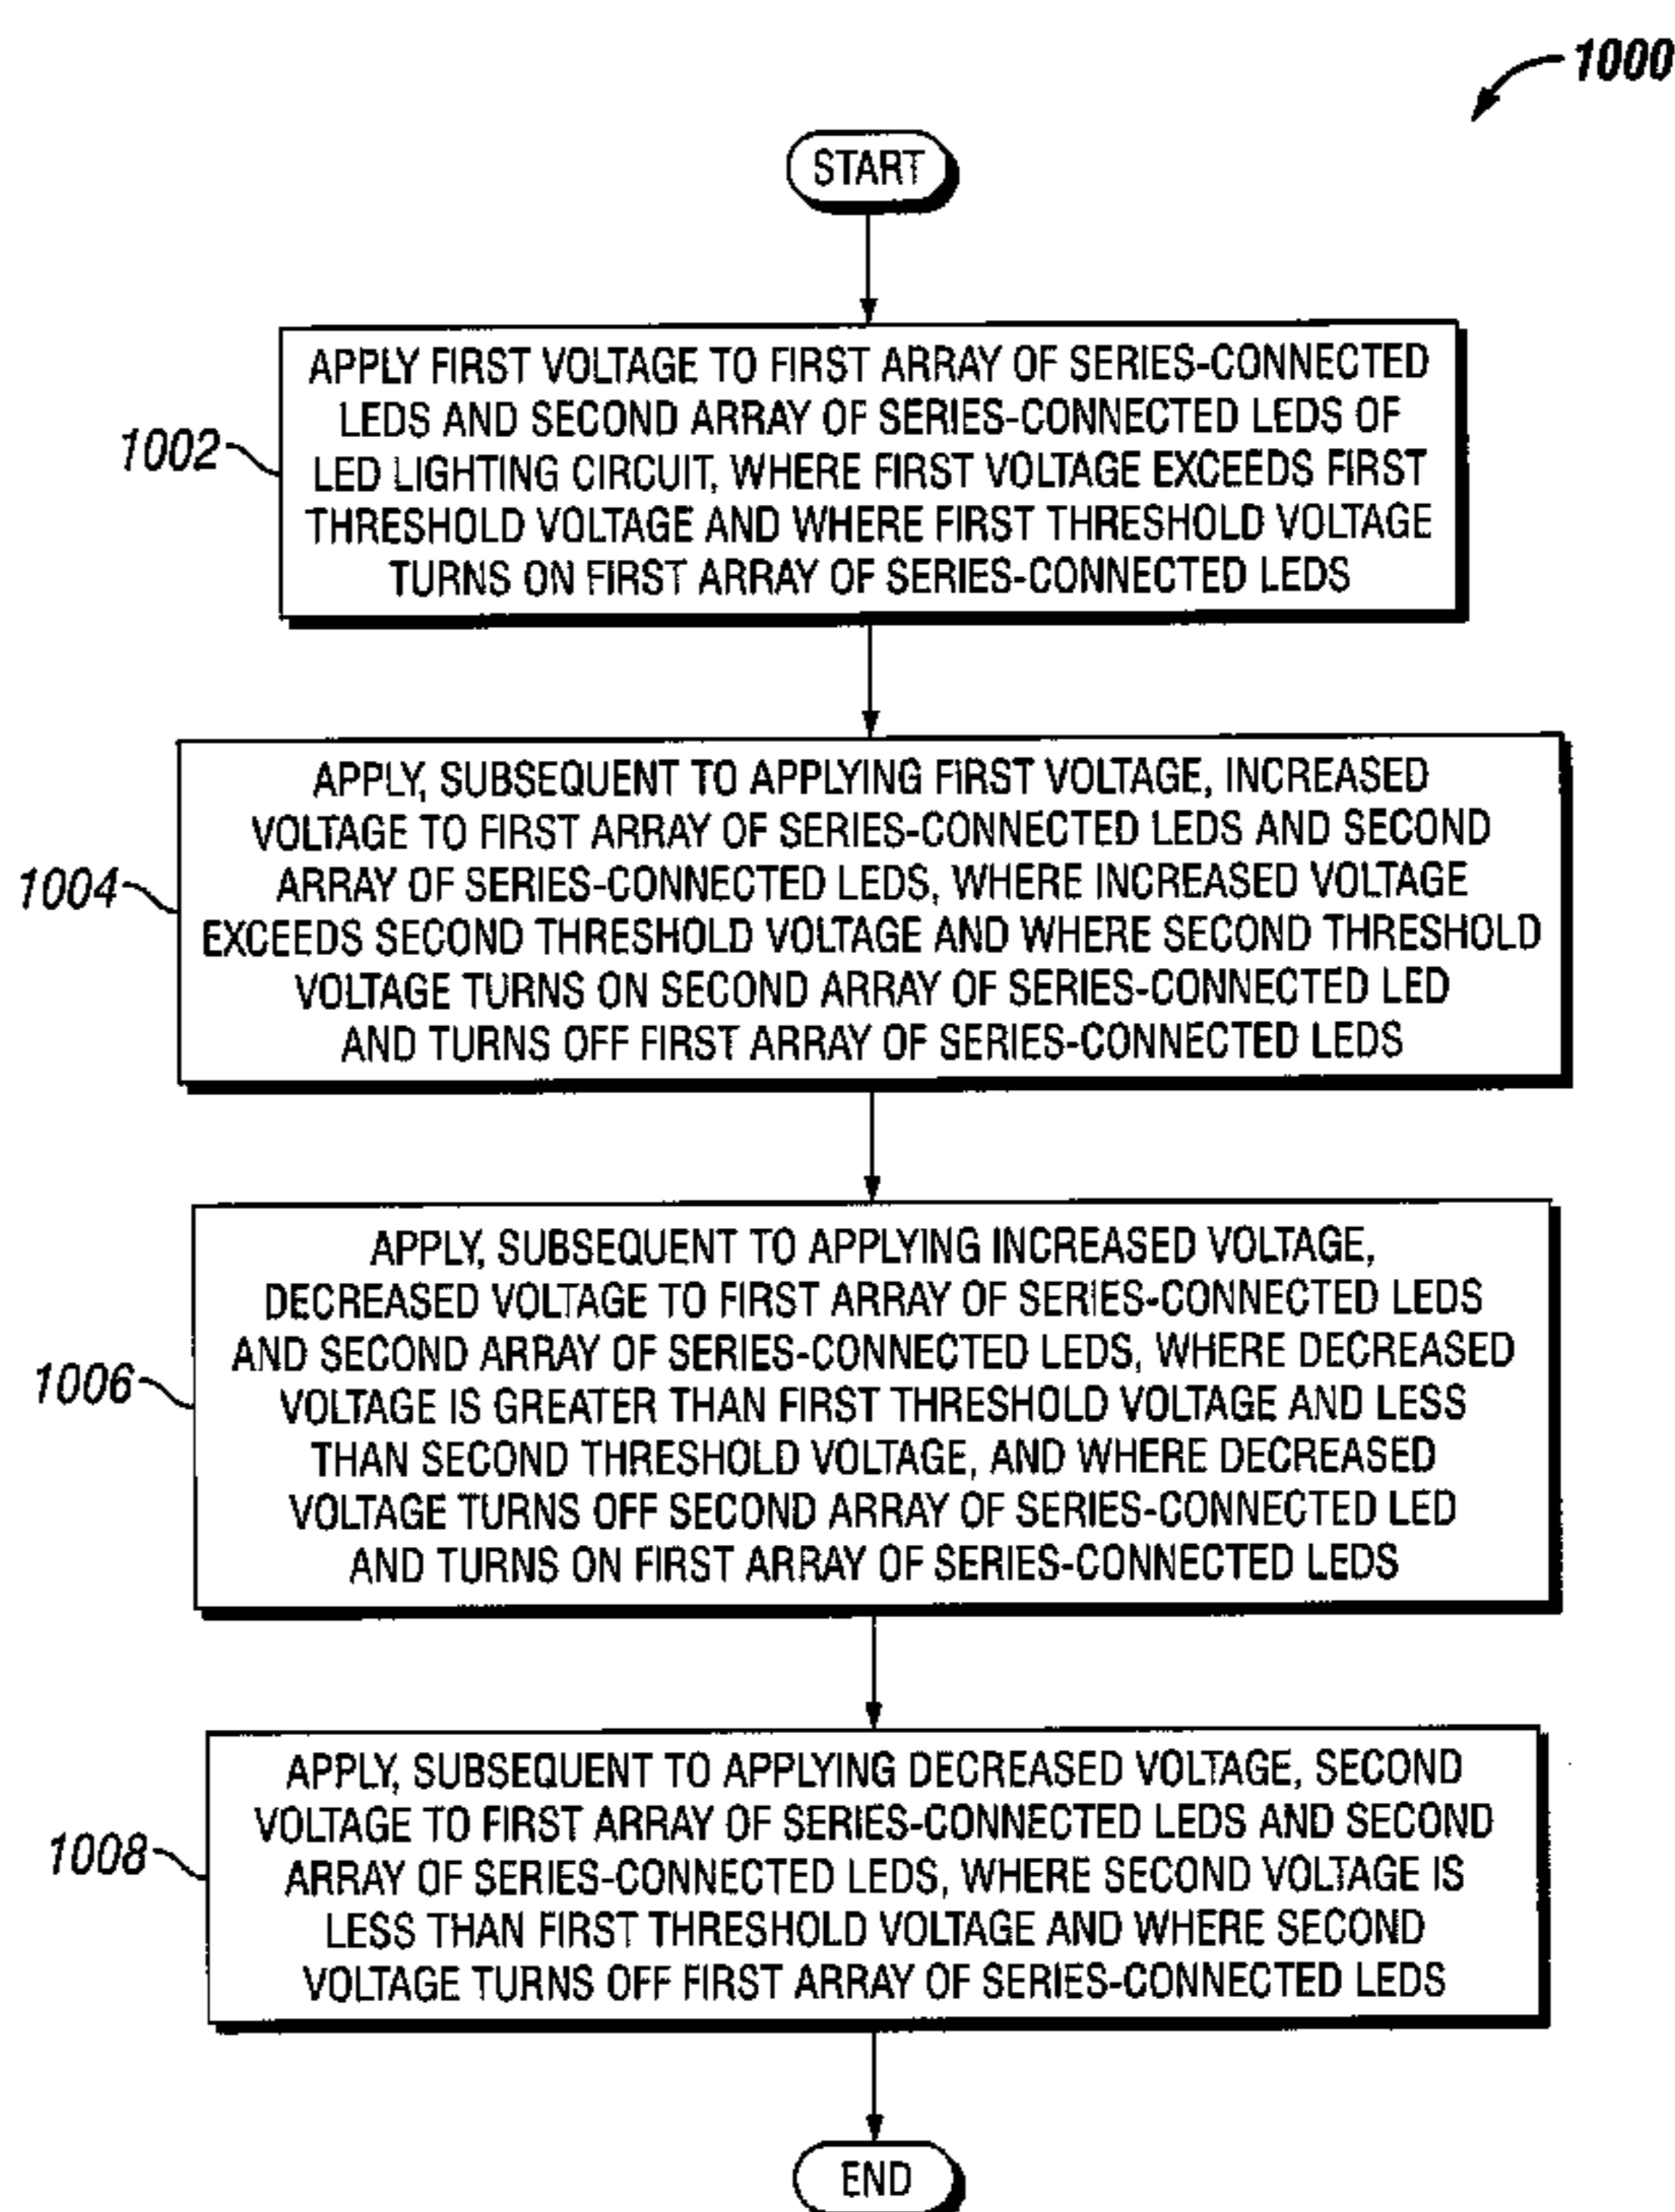 1000
START
APPLY FIRST VOLTAGE TO FIRST ARRAY OF SERIES-CONNECTED
LEDS AND SECOND ARRAY OF SERIES-CONNECTED LEDS OF
LED LIGHTING CIRCUIT, WHERE FIRST VOLTAGE EXCEEDS FIRST
THRESHOLD VOLTAGE AND WHERE FIRST THRESHOLD VOLTAGE
TURNS ON FIRST ARRAY OF SERIES-CONNECTED LEDS
1002
APPLY, SUBSEQUENT TO APPLYING FIRST VOLTAGE, INCREASED
VOLTAGE TO FIRST ARRAY OF SERIES-CONNECTED LEDS AND SECOND
ARRAY OF SERIES-CONNECTED LEDS, WHERE INCREASED VOLTAGE
EXCEEDS SECOND THRESHOLD VOLTAGE AND WHERE SECOND THRESHOLD
VOLTAGE TURNS ON SECOND ARRAY OF SERIES-CONNECTED LED
AND TURNS OFF FIRST ARRAY OF SERIES-CONNECTED LEDS
1004
APPLY, SUBSEQUENT TO APPLYING INCREASED VOLTAGE,
DECREASED VOLTAGE TO FIRST ARRAY OF SERIES-CONNECTED LEDS
AND SECOND ARRAY OF SERIES-CONNECTED LEDS, WHERE DECREASED
VOLTAGE IS GREATER THAN FIRST THRESHOLD VOLTAGE AND LESS
THAN SECOND THRESHOLD VOLTAGE, AND WHERE DECREASED
VOLTAGE TURNS OFF SECOND ARRAY OF SERIES-CONNECTED LED
AND TURNS ON FIRST ARRAY OF SERIES-CONNECTED LEDS
1006
APPLY, SUBSEQUENT TO APPLYING DECREASED VOLTAGE, SECOND
VOLTAGE TO FIRST ARRAY OF SERIES-CONNECTED LEDS AND SECOND
ARRAY OF SERIES-CONNECTED LEDS, WHERE SECOND VOLTAGE IS
LESS THAN FIRST THRESHOLD VOLTAGE AND WHERE SECOND
VOLTAGE TURNS OFF FIRST ARRAY OF SERIES-CONNECTED LEDS
1008
END